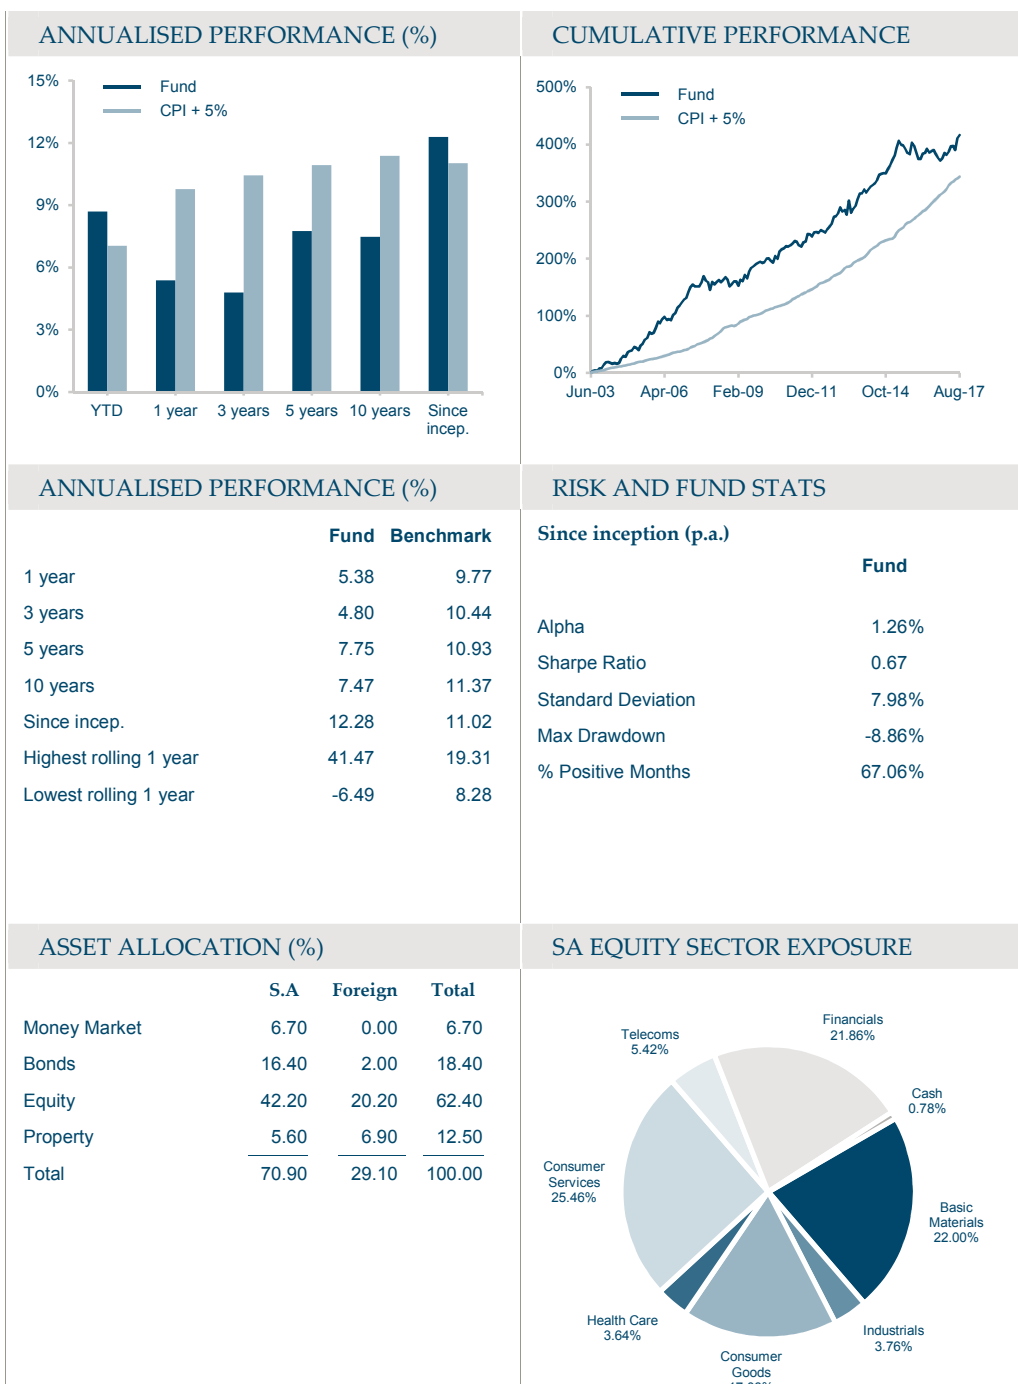 ANNUALISED PERFORMANCE (%)
15%
12%
9%
6%
3%
0%
Fund
CPI + 5%
YTD 1 year 3 years 5 years 10 years Since
incep.
CUMULATIVE PERFORMANCE
500%
400%
300%
200%
100%
0%
Fund
CPI + 5%
Jun-03 Apr-06 Feb-09 Dec-11 Oct-14 Aug-17
ANNUALISED PERFORMANCE (%)
Fund Benchmark
1 year 5.38 9.77
3 years 4.80 10.44
5 years 7.75 10.93
10 years 7.47 11.37
Since incep. 12.28 11.02
Highest rolling 1 year 41.47 19.31
Lowest rolling 1 year -6.49 8.28
RISK AND FUND STATS
Since inception (p.a.)
Fund
Alpha 1.26%
Sharpe Ratio 0.67
Standard Deviation 7.98%
Max Drawdown -8.86%
% Positive Months 67.06%
ASSET ALLOCATION (%)
S.A Foreign Total
Money Market 6.70 0.00 6.70
Bonds 16.40 2.00 18.40
Equity 42.20 20.20 62.40
Property 5.60 6.90 12.50
Total 70.90 29.10 100.00
SA EQUITY SECTOR EXPOSURE
Financials
21.86%
Telecoms
5.42%
Cash
0.78%
Consumer
Services
25.46%
Basic
Materials
22.00%
Health Care
3.64%
Industrials
3.76%
Consumer
Goods